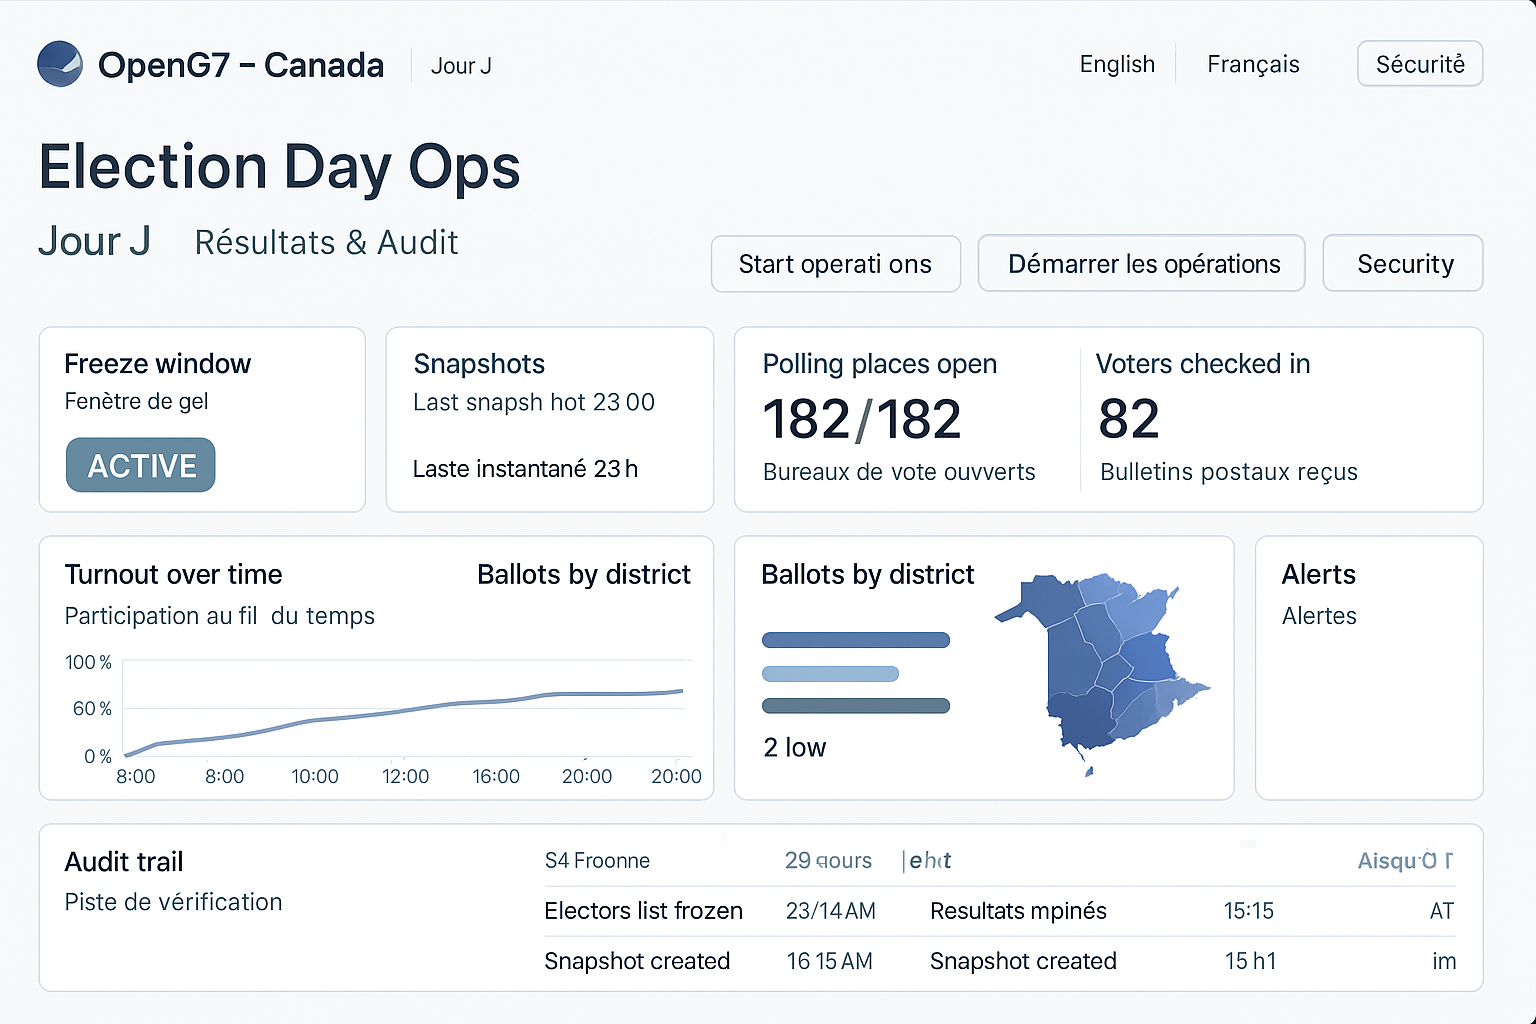 OpenG7 – Canada
Jour J
English
Français
Sécurité
Election Day Ops
Jour J
Résultats & Audit
Start operati ons
Démarrer les opérations
Security
Freeze window
Fenètre de gel
ACTIVE
Snapshots
Last snapsh hot 23 00
Laste instantané 23 h
Polling places open
182/182
Bureaux de vote ouvverts
Voters checked in
82
Bulletins postaux reçus
Turnout over time
Ballots by district
Participation au fil du temps
100 %
60 %
0 %
8:00
8:00
10:00
12:00
16:00
20:00
20:00
Ballots by district
2 low
Alerts
Alertes
Audit trail
Piste de vérification
S4 Froonne
29
Electors list frozen
23/14 AM
Resultats mpinés
15:15
AT
Snapshot created
16 15 AM
Snapshot created
15 h1
im